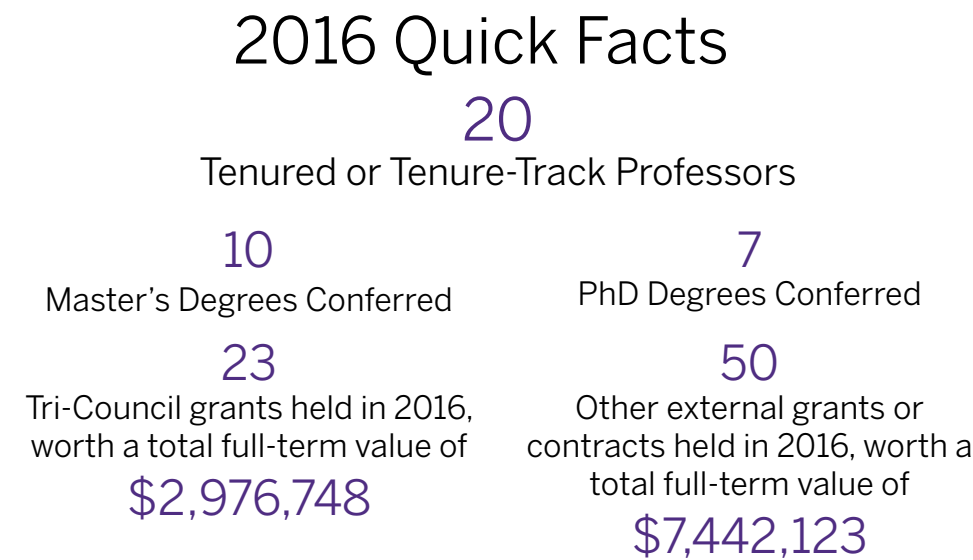 2016 Quick Facts
20
Tenured or Tenure-Track Professors
10
Master's Degrees Conferred
7
PhD Degrees Conferred
23
Tri-Council grants held in 2016,
worth a total full-term value of
$2,976,748
50
Other external grants or
contracts held in 2016, worth a
total full-term value of
$7,442,123